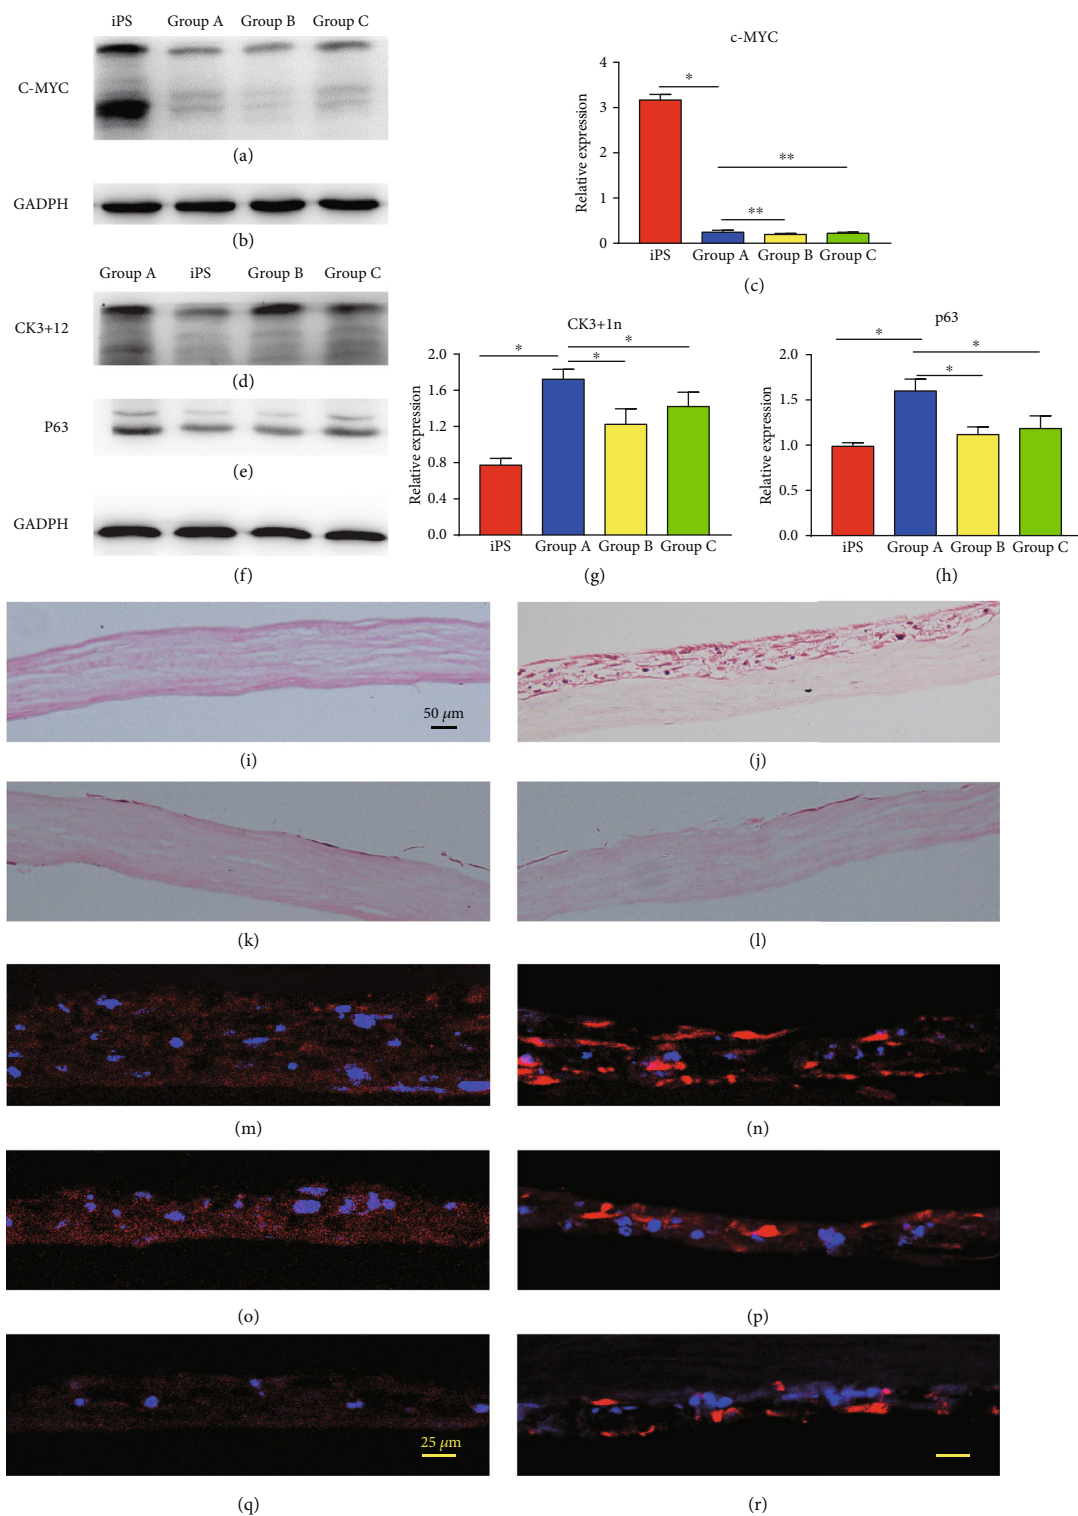 iPS Group A Group B Group C
C-MYC
(a)
GADPH
(b)
c-MYC
Relative expression
4
3
2
1
0
*
**
**
iPS Group A Group B Group C
(c)
Group A iPS Group B Group C
CK3+12
(d)
P63
(e)
GADPH
(f)
CK3+1n
Relative expression
2.0
1.6
1.2
0.8
0.4
0.0
*
*
*
iPS Group A Group B Group C
(g)
p63
Relative expression
2.0
1.5
1.0
0.5
0.0
*
*
*
iPS Group A Group B Group C
(h)
50 μm
(i)
(j)
(k)
(l)
(m)
(n)
(o)
(p)
25 μm
(q)
(r)